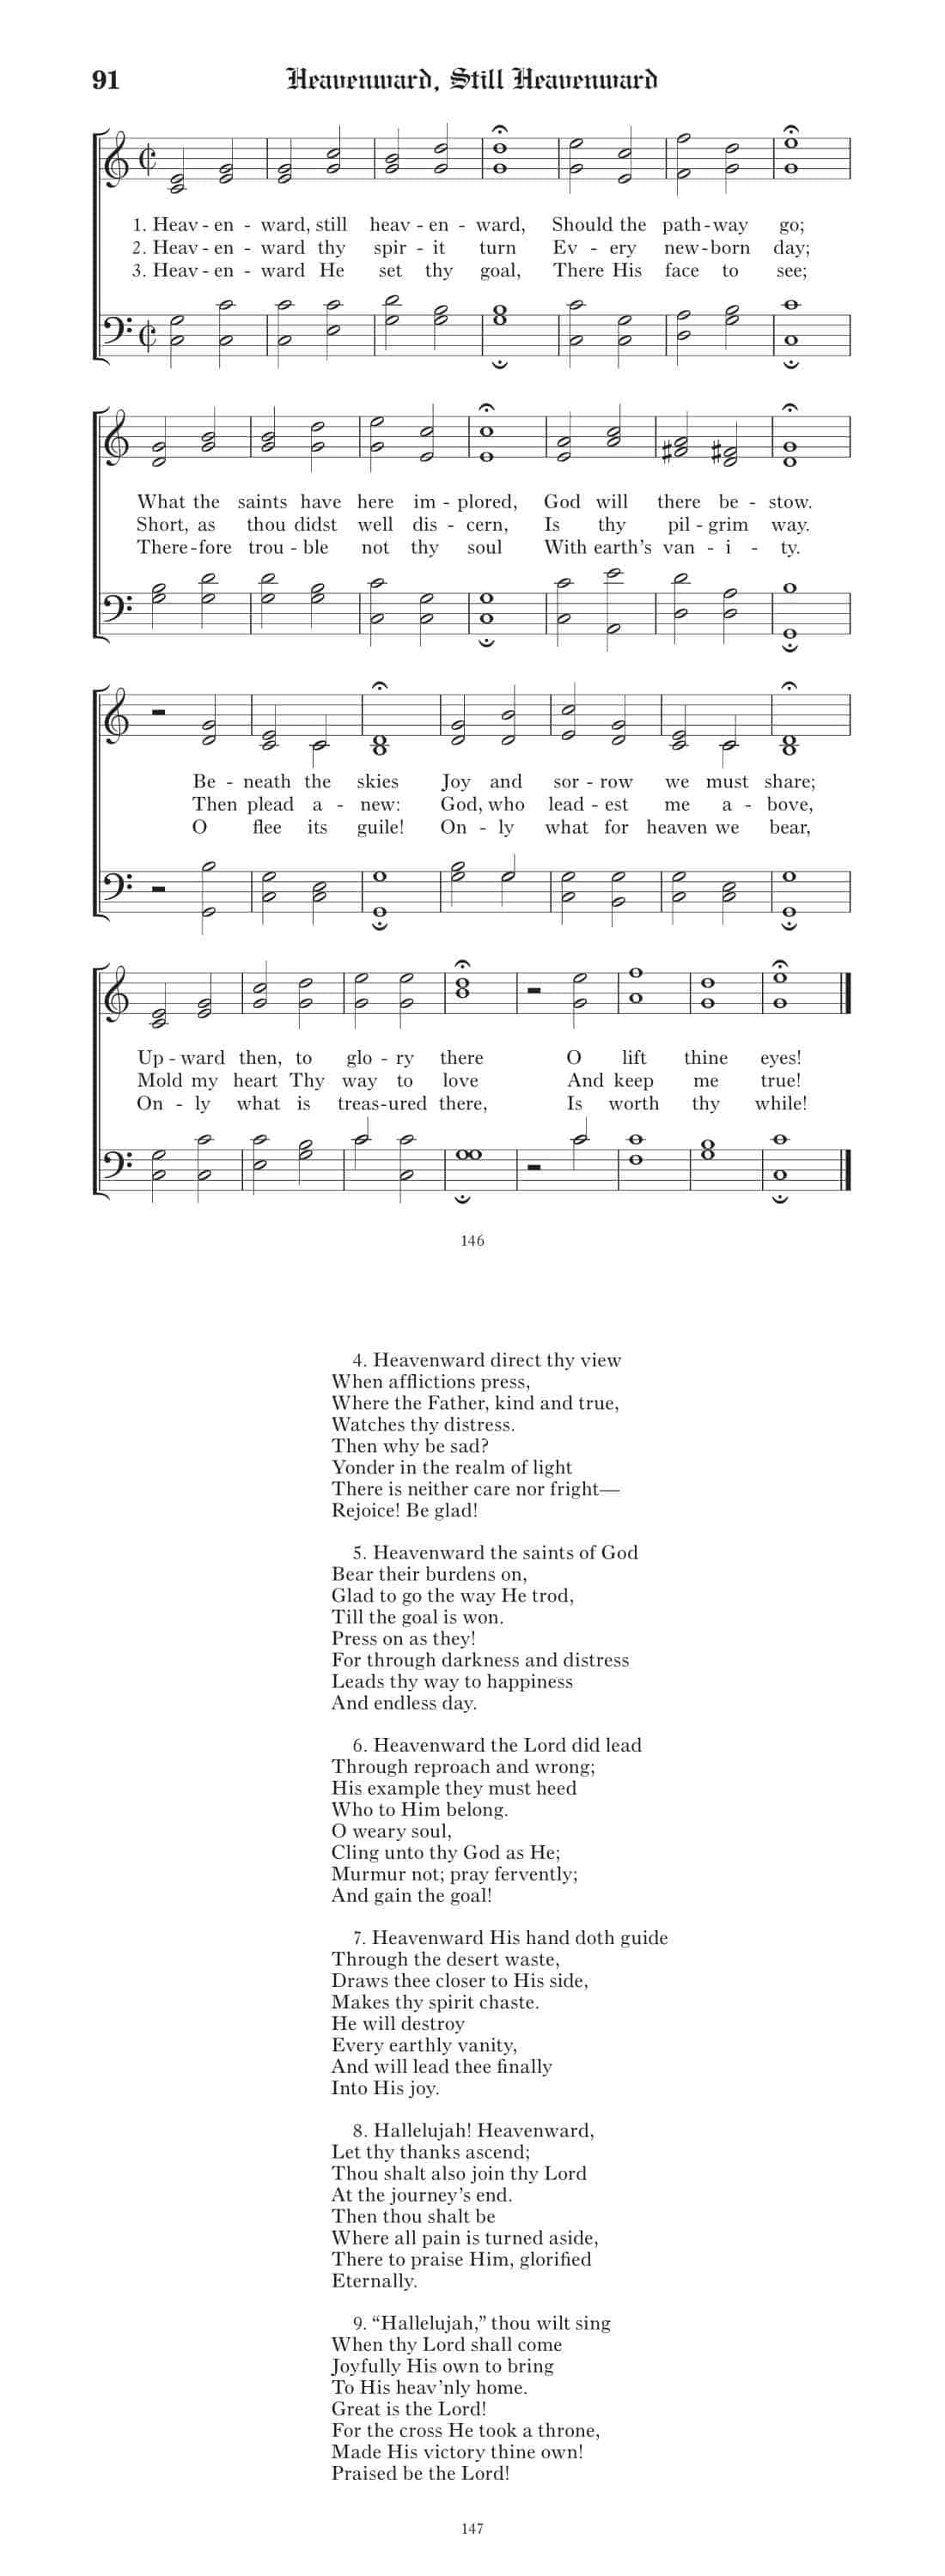 91 Heavenward, Still Heavenward
1. Heav - en - ward, still heav - en - ward, Should the path - way go;
2. Heav - en - ward thy spir - it turn Ev - ery new - born day;
3. Heav - en - ward He set thy goal, There His face to see;
What the saints have here im - plored, God will there be - stow.
Short, as thou didst well dis - cern, Is thy pil - grim way.
There - fore trou - ble not thy soul With earth’s van - i - ty.
Be - neath the skies Joy and sor - row we must share;
Then plead a - new: God, who lead - est me a - bove,
O flee its guile! On - ly what for heaven we bear,
Up - ward then, to glo - ry there O lift thine eyes!
Mold my heart Thy way to love And keep me true!
On - ly what is treas - ured there, Is worth thy while!
146
4. Heavenward direct thy view
When afflictions press,
Where the Father, kind and true,
Watches thy distress.
Then why be sad?
Yonder in the realm of light
There is neither care nor fright—
Rejoice! Be glad!
5. Heavenward the saints of God
Bear their burdens on,
Glad to go the way He trod,
Till the goal is won.
Press on as they!
For through darkness and distress
Leads thy way to happiness
And endless day.
6. Heavenward the Lord did lead
Through reproach and wrong;
His example they must heed
Who to Him belong.
O weary soul,
Cling unto thy God as He;
Murmur not; pray fervently;
And gain the goal!
7. Heavenward His hand doth guide
Through the desert waste,
Draws thee closer to His side,
Makes thy spirit chaste.
He will destroy
Every earthly vanity,
And will lead thee finally
Into His joy.
8. Hallelujah! Heavenward,
Let thy thanks ascend;
Thou shalt also join thy Lord
At the journey’s end.
Then thou shalt be
Where all pain is turned aside,
There to praise Him, glorified
Eternally.
9. “Hallelujah,” thou wilt sing
When thy Lord shall come
Joyfully His own to bring
To His heav’nly home.
Great is the Lord!
For the cross He took a throne,
Made His victory thine own!
Praised be the Lord!
147